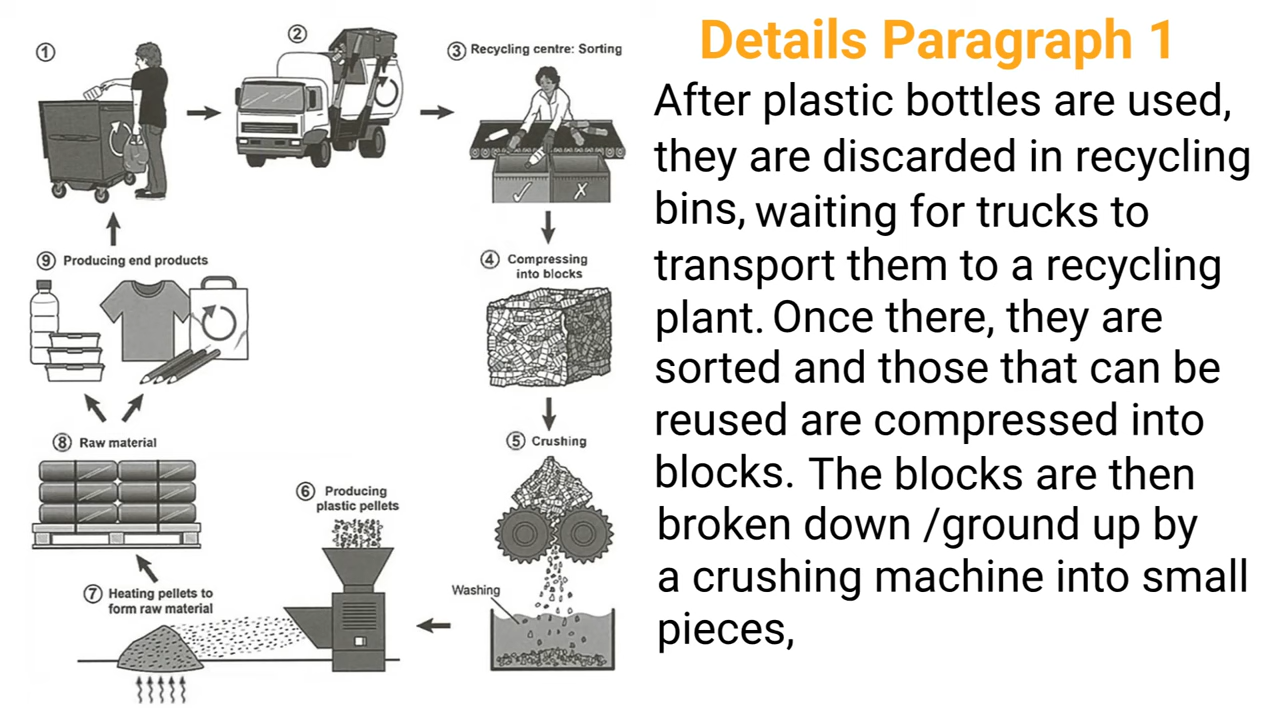 ①
②
③ Recycling centre: Sorting
④ Compressing
into blocks
⑤ Crushing
Washing
⑥ Producing
plastic pellets
⑦ Heating pellets to
form raw material
⑧ Raw material
⑨ Producing end products
Details Paragraph 1
After plastic bottles are used,
they are discarded in recycling
bins, waiting for trucks to
transport them to a recycling
plant. Once there, they are
sorted and those that can be
reused are compressed into
blocks. The blocks are then
broken down /ground up by
a crushing machine into small
pieces,